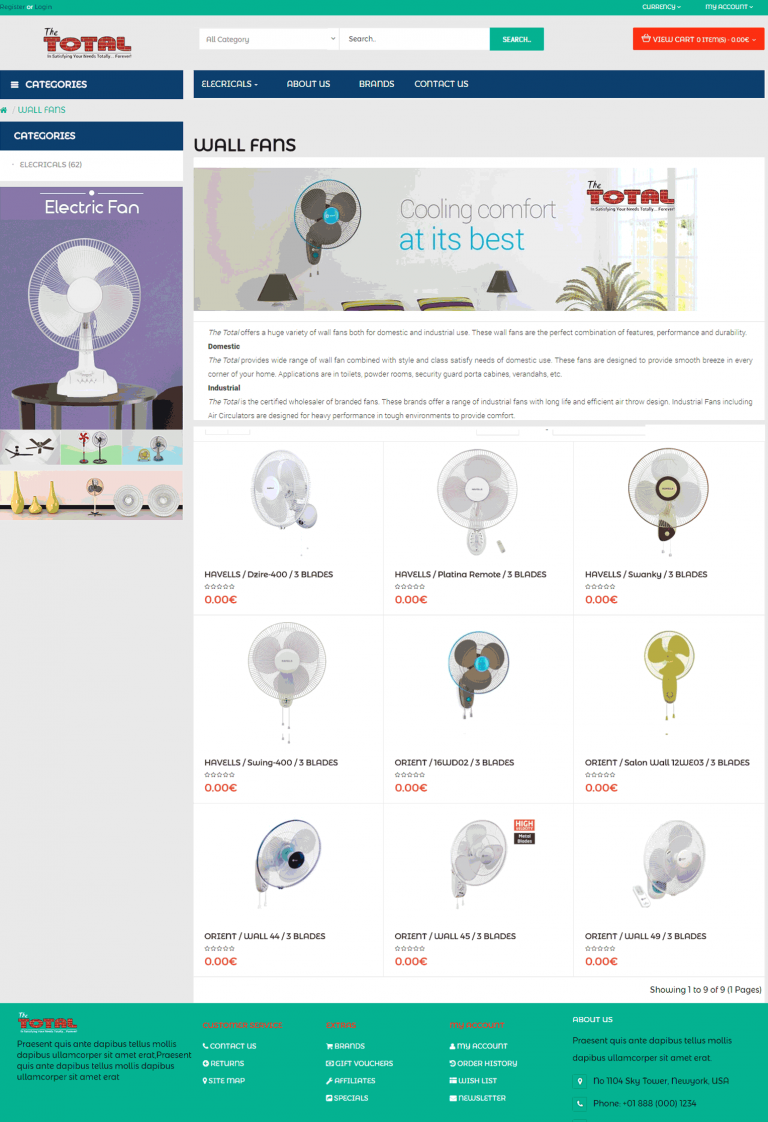 Register or Login
CURRENCY
MY ACCOUNT
The
TOTAL
In Satisfying Your Needs Totally... Forever!
All Category
Search..
SEARCH..
VIEW CART 0 ITEM(S) - 0.00€
CATEGORIES
ELECRICALS
ABOUT US
BRANDS
CONTACT US
/ WALL FANS
CATEGORIES
ELECRICALS (62)
Electric Fan
WALL FANS
Cooling comfort
at its best
The
TOTAL
In Satisfying Your Needs Totally... Forever!
The Total offers a huge variety of wall fans both for domestic and industrial use. These wall fans are the perfect combination of features, performance and durability.
Domestic
The Total provides wide range of wall fan combined with style and class satisfy needs of domestic use. These fans are designed to provide smooth breeze in every
corner of your home. Applications are in toilets, powder rooms, security guard porta cabines, verandahs, etc.
Industrial
The Total is the certified wholesaler of branded fans. These brands offer a range of industrial fans with long life and efficient air throw design. Industrial Fans including
Air Circulators are designed for heavy performance in tough environments to provide comfort.
HAVELLS / Dzire-400 / 3 BLADES
0.00€
HAVELLS / Platina Remote / 3 BLADES
0.00€
HAVELLS / Swanky / 3 BLADES
0.00€
HAVELLS / Swing-400 / 3 BLADES
0.00€
ORIENT / 16WD02 / 3 BLADES
0.00€
ORIENT / Salon Wall 12WE03 / 3 BLADES
0.00€
HIGH
Metal
Blades
ORIENT / WALL 44 / 3 BLADES
0.00€
ORIENT / WALL 45 / 3 BLADES
0.00€
ORIENT / WALL 49 / 3 BLADES
0.00€
Showing 1 to 9 of 9 (1 Pages)
The
TOTAL
In Satisfying Your Needs Totally... Forever!
Praesent quis ante dapibus tellus mollis
dapibus ullamcorper sit amet erat,Praesent
quis ante dapibus tellus mollis dapibus
ullamcorper sit amet erat
CONTACT US
RETURNS
SITE MAP
EXTRAS
BRANDS
GIFT VOUCHERS
AFFILIATES
SPECIALS
MY ACCOUNT
MY ACCOUNT
ORDER HISTORY
WISH LIST
NEWSLETTER
ABOUT US
Praesent quis ante dapibus tellus mollis
dapibus ullamcorper sit amet erat.
No 1104 Sky Tower, Newyork, USA
Phone: +01 888 (000) 1234